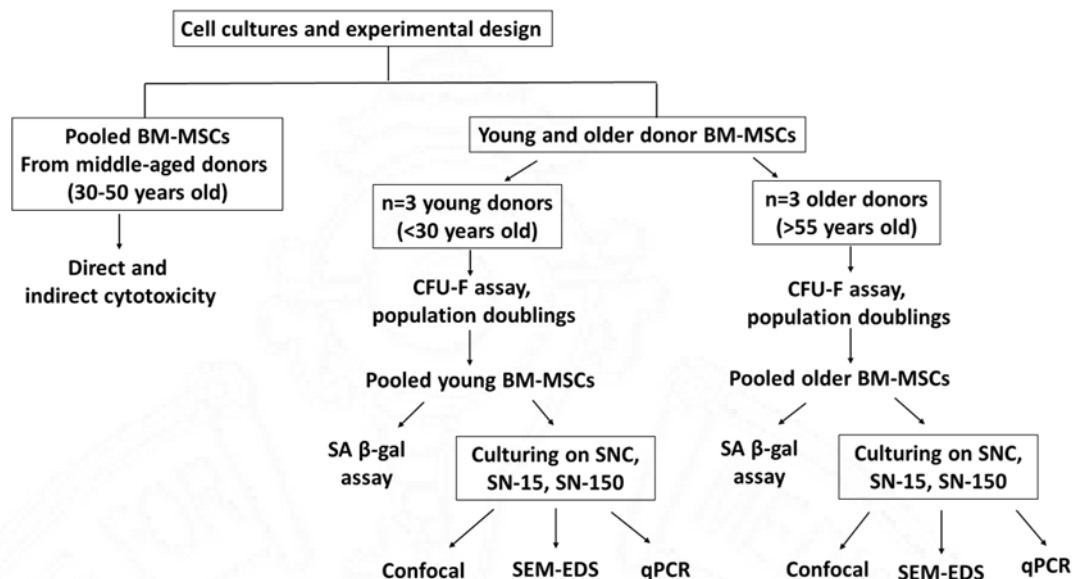 Cell cultures and experimental design
Pooled BM-MSCs
From middle-aged donors
(30-50 years old)
Direct and
indirect cytotoxicity
Young and older donor BM-MSCs
n=3 young donors
(<30 years old)
CFU-F assay,
population doublings
Pooled young BM-MSCs
SA β-gal
assay
Culturing on SNC,
SN-15, SN-150
Confocal
SEM-EDS
qPCR
n=3 older donors
(>55 years old)
CFU-F assay,
population doublings
Pooled older BM-MSCs
SA β-gal
assay
Culturing on SNC,
SN-15, SN-150
Confocal
SEM-EDS
qPCR